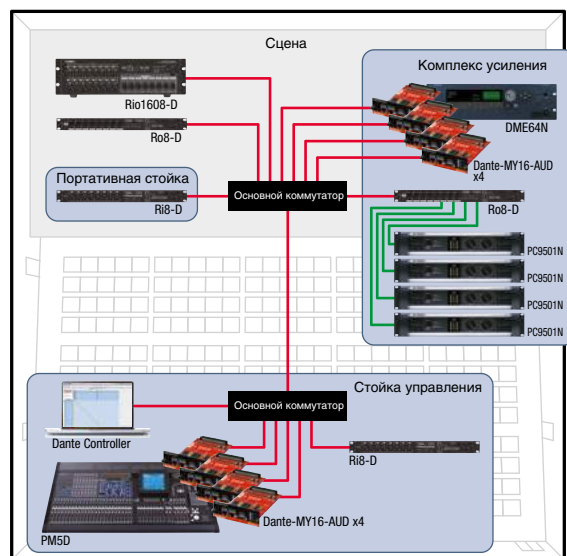 Сцена
Комплекс усиления
Rio1608-D
DME64N
Ro8-D
Dante-MY16-AUD
x4
Портативная стойка
Ri8-D
Основной коммутатор
Ro8-D
PC9501N
PC9501N
PC9501N
PC9501N
Стойка управления
Основной коммутатор
Dante Controller
Ri8-D
Dante-MY16-AUD x4
PM5D